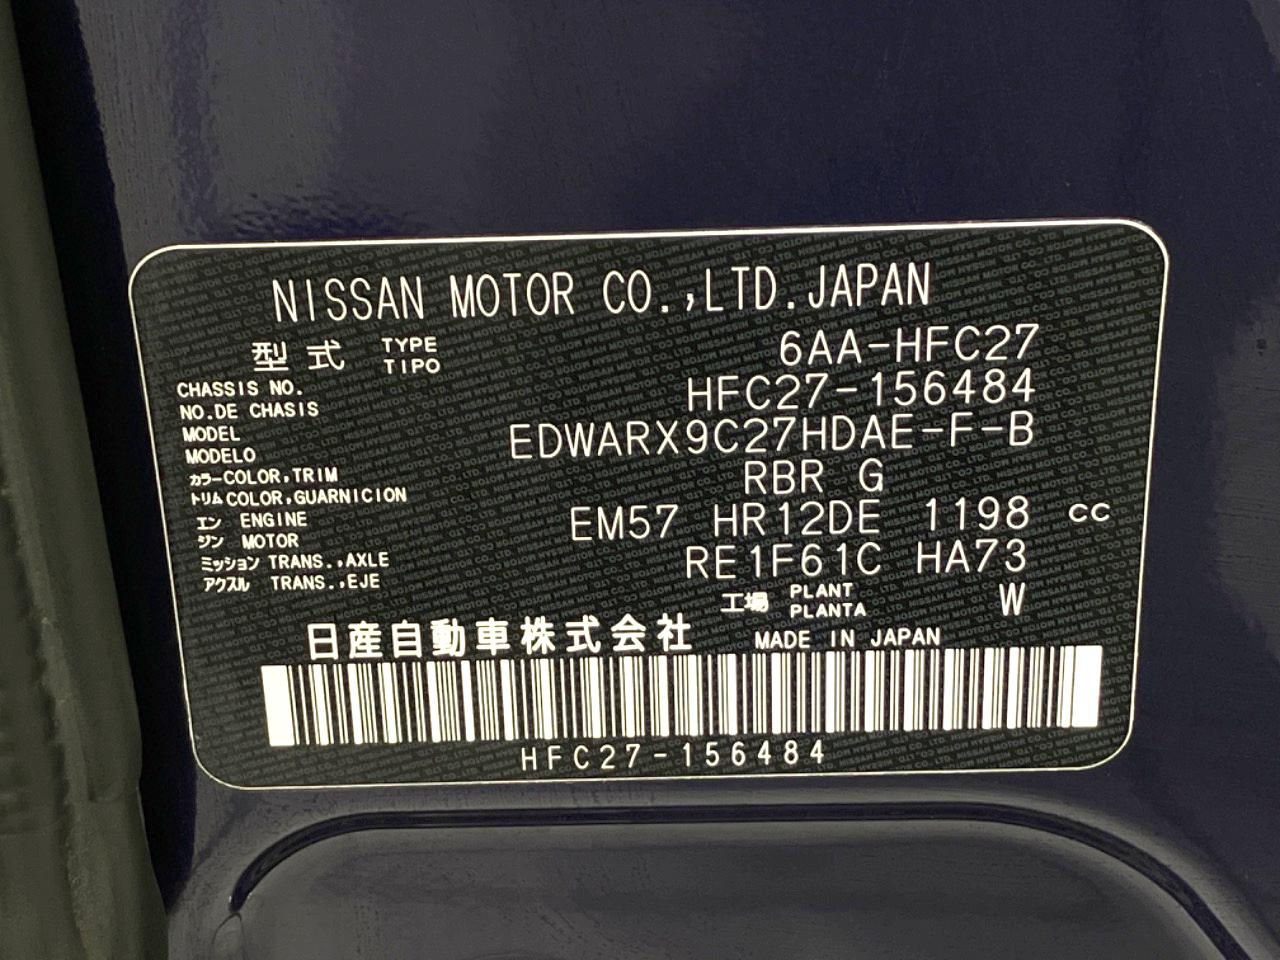 NISSAN MOTOR CO.,LTD.JAPAN
型式 TYPE TIPO 6AA-HFC27
CHASSIS NO.
NO.DE CHASIS HFC27-156484
MODEL
MODELO EDWARX9C27HDAE-F-B
カラー COLOR,TRIM
トリム COLOR,GUARNICION RBR G
エン ENGINE
ジン MOTOR EM57 HR12DE 1198 cc
ミッション TRANS.,AXLE
アクスル TRANS.,EJE RE1F61C HA73
工場 PLANT PLANTA W
日産自動車株式会社 MADE IN JAPAN
HFC27-156484